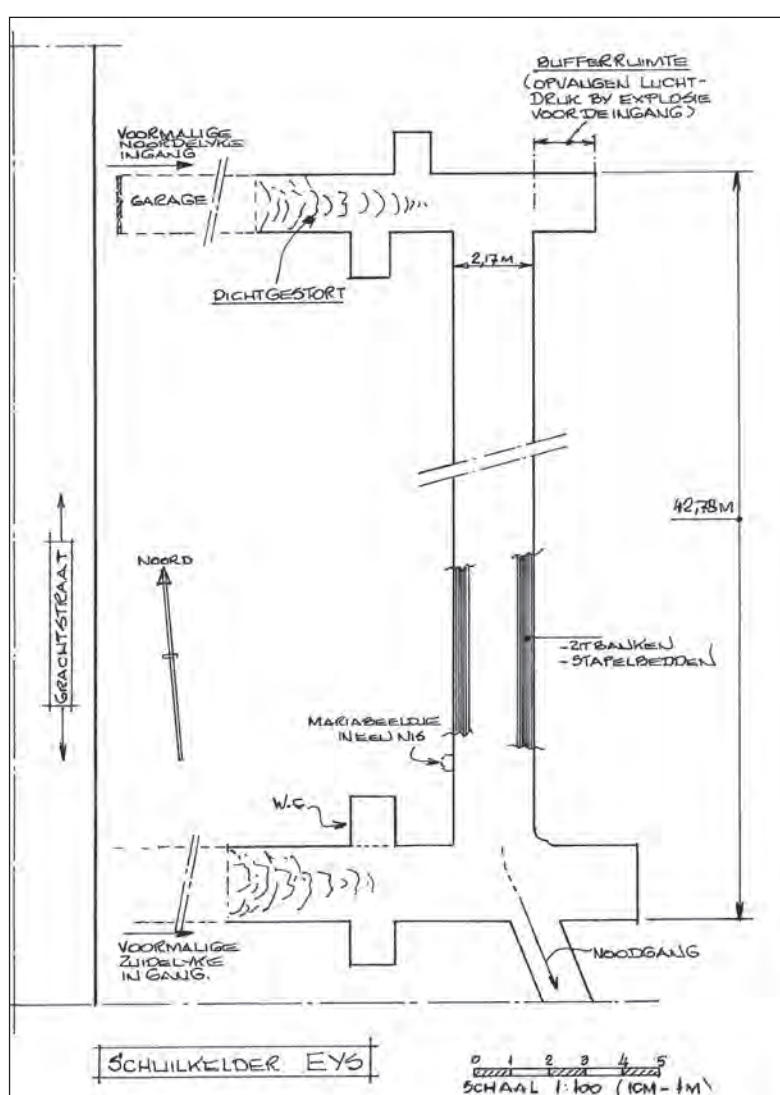 BUFFERRUIMTE
(OPVANGEN LUCHT-
DRUK BY EXPLOSIE
VOOR DE INGANG)
VOORMALIGE
NOORDELYKE
INGANG
GARAGE
2,17M
DICHTGESTORT
42,78M
NOORD
GRACHTSTRAAT
-ZITBANKEN
-STAPELBEDDEN
MARIABEELDJE
IN EEN NIS
W.C.
VOORMALIGE
ZUIDELYKE
INGANG.
NOODGANG
SCHUILKELDER EYS
0 1 2 3 4 5
SCHAAL 1:100 (1CM-1M)